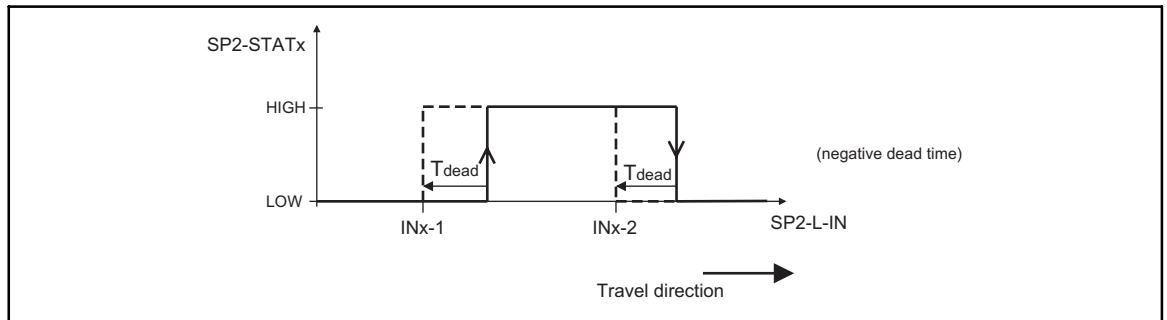 SP2-STATx
HIGH
(negative dead time)
Tdead
Tdead
LOW
INx-1
INx-2
SP2-L-IN
Travel direction